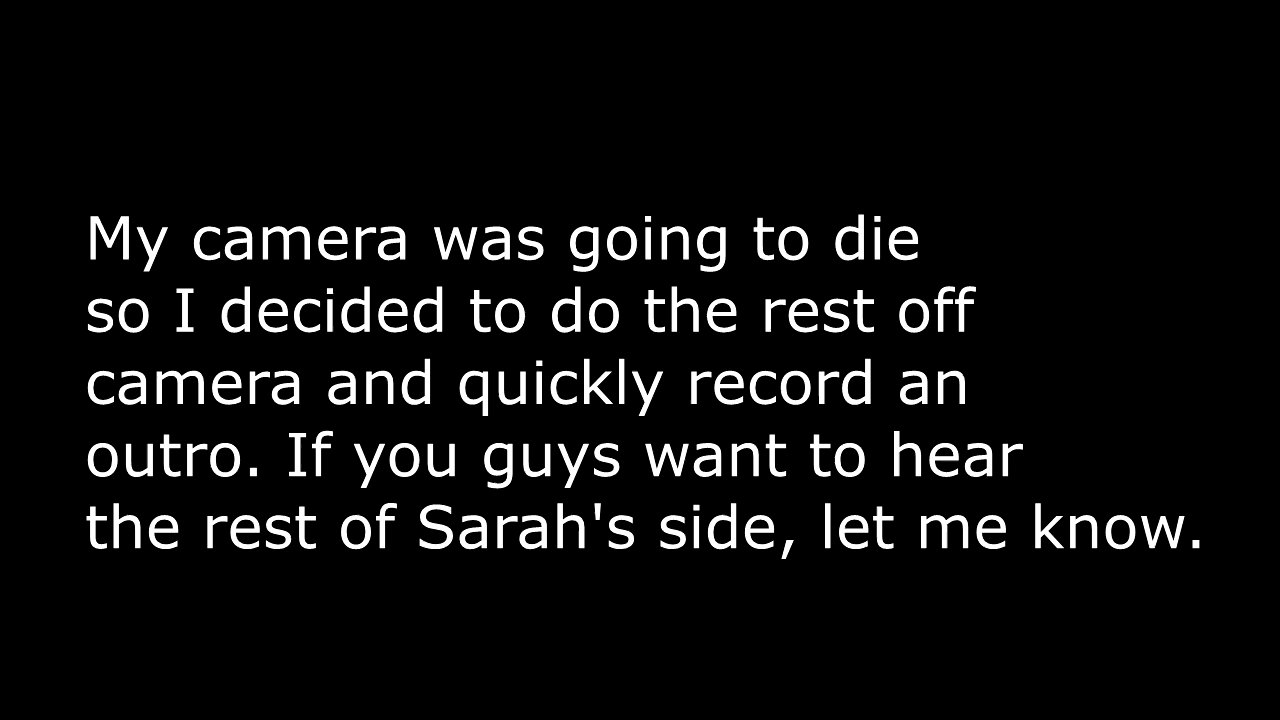 My camera was going to die
so I decided to do the rest off
camera and quickly record an
outro. If you guys want to hear
the rest of Sarah's side, let me know.